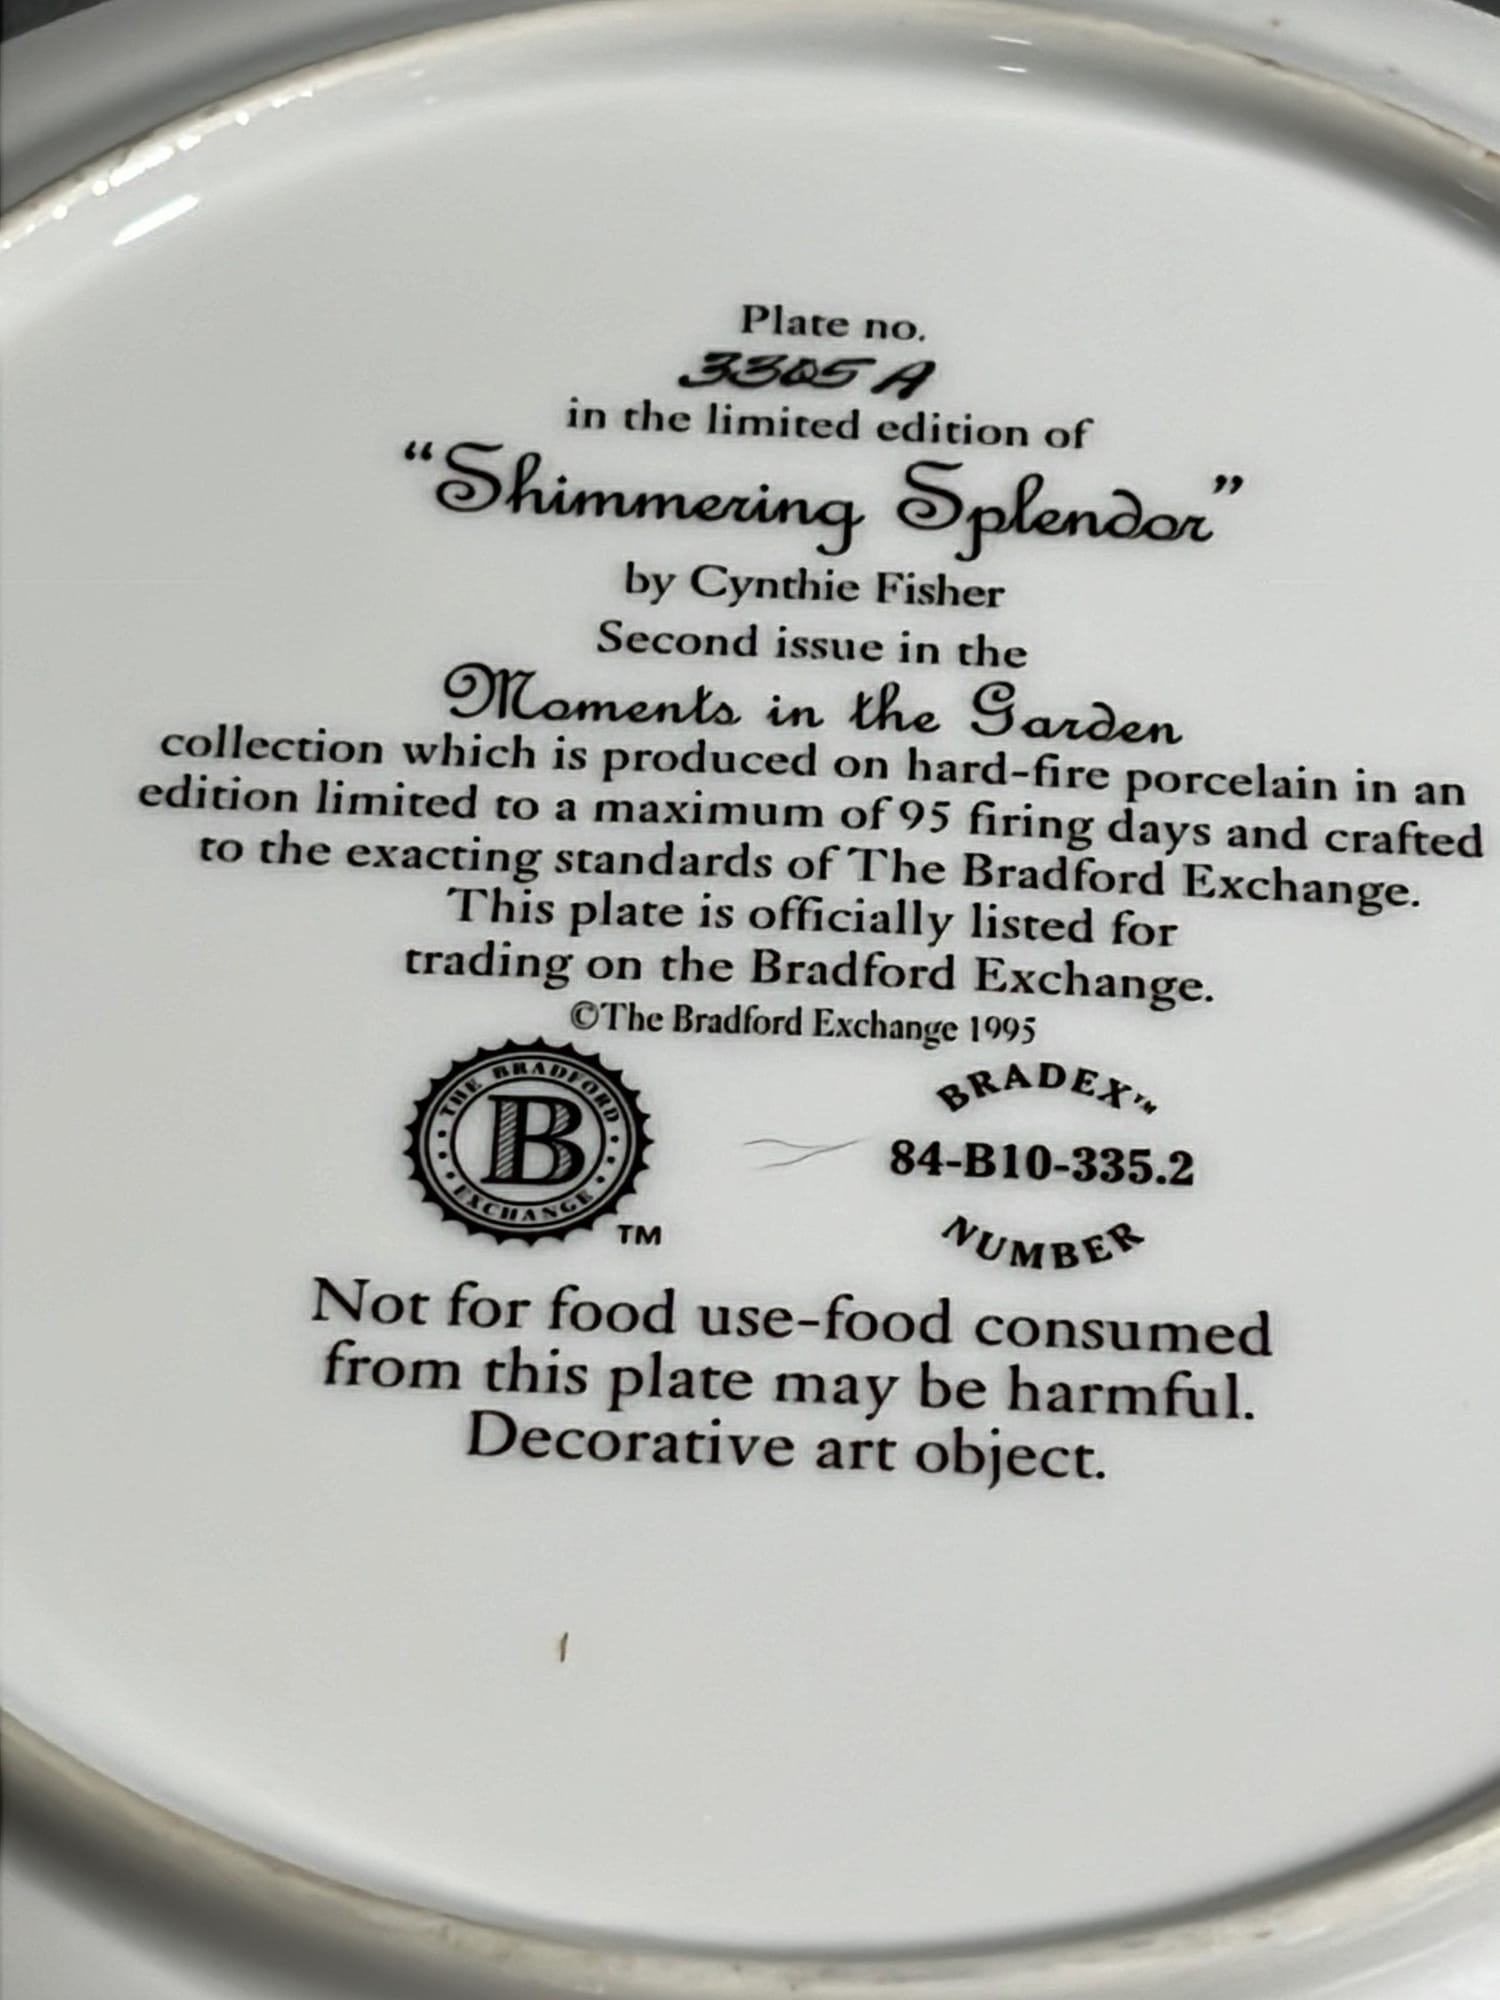 Plate no.
3305 A
in the limited edition of
“Shimmering Splendor”
by Cynthie Fisher
Second issue in the
Moments in the Garden
collection which is produced on hard-fire porcelain in an
edition limited to a maximum of 95 firing days and crafted
to the exacting standards of The Bradford Exchange.
This plate is officially listed for
trading on the Bradford Exchange.
©The Bradford Exchange 1995
THE BRADFORD
B
EXCHANGE
TM
BRADEX™
84-B10-335.2
NUMBER
Not for food use-food consumed
from this plate may be harmful.
Decorative art object.